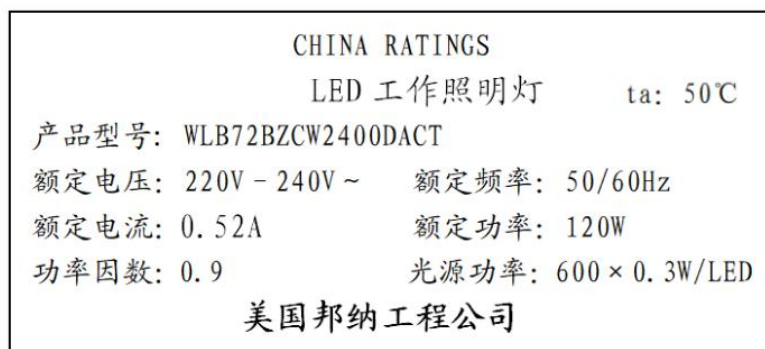 CHINA RATINGS
LED 工作照明灯 ta: 50℃
产品型号: WLB72BZCW2400DACT
额定电压: 220V - 240V ~ 额定频率: 50/60Hz
额定电流: 0.52A 额定功率: 120W
功率因数: 0.9 光源功率: 600 × 0.3W/LED
美国邦纳工程公司